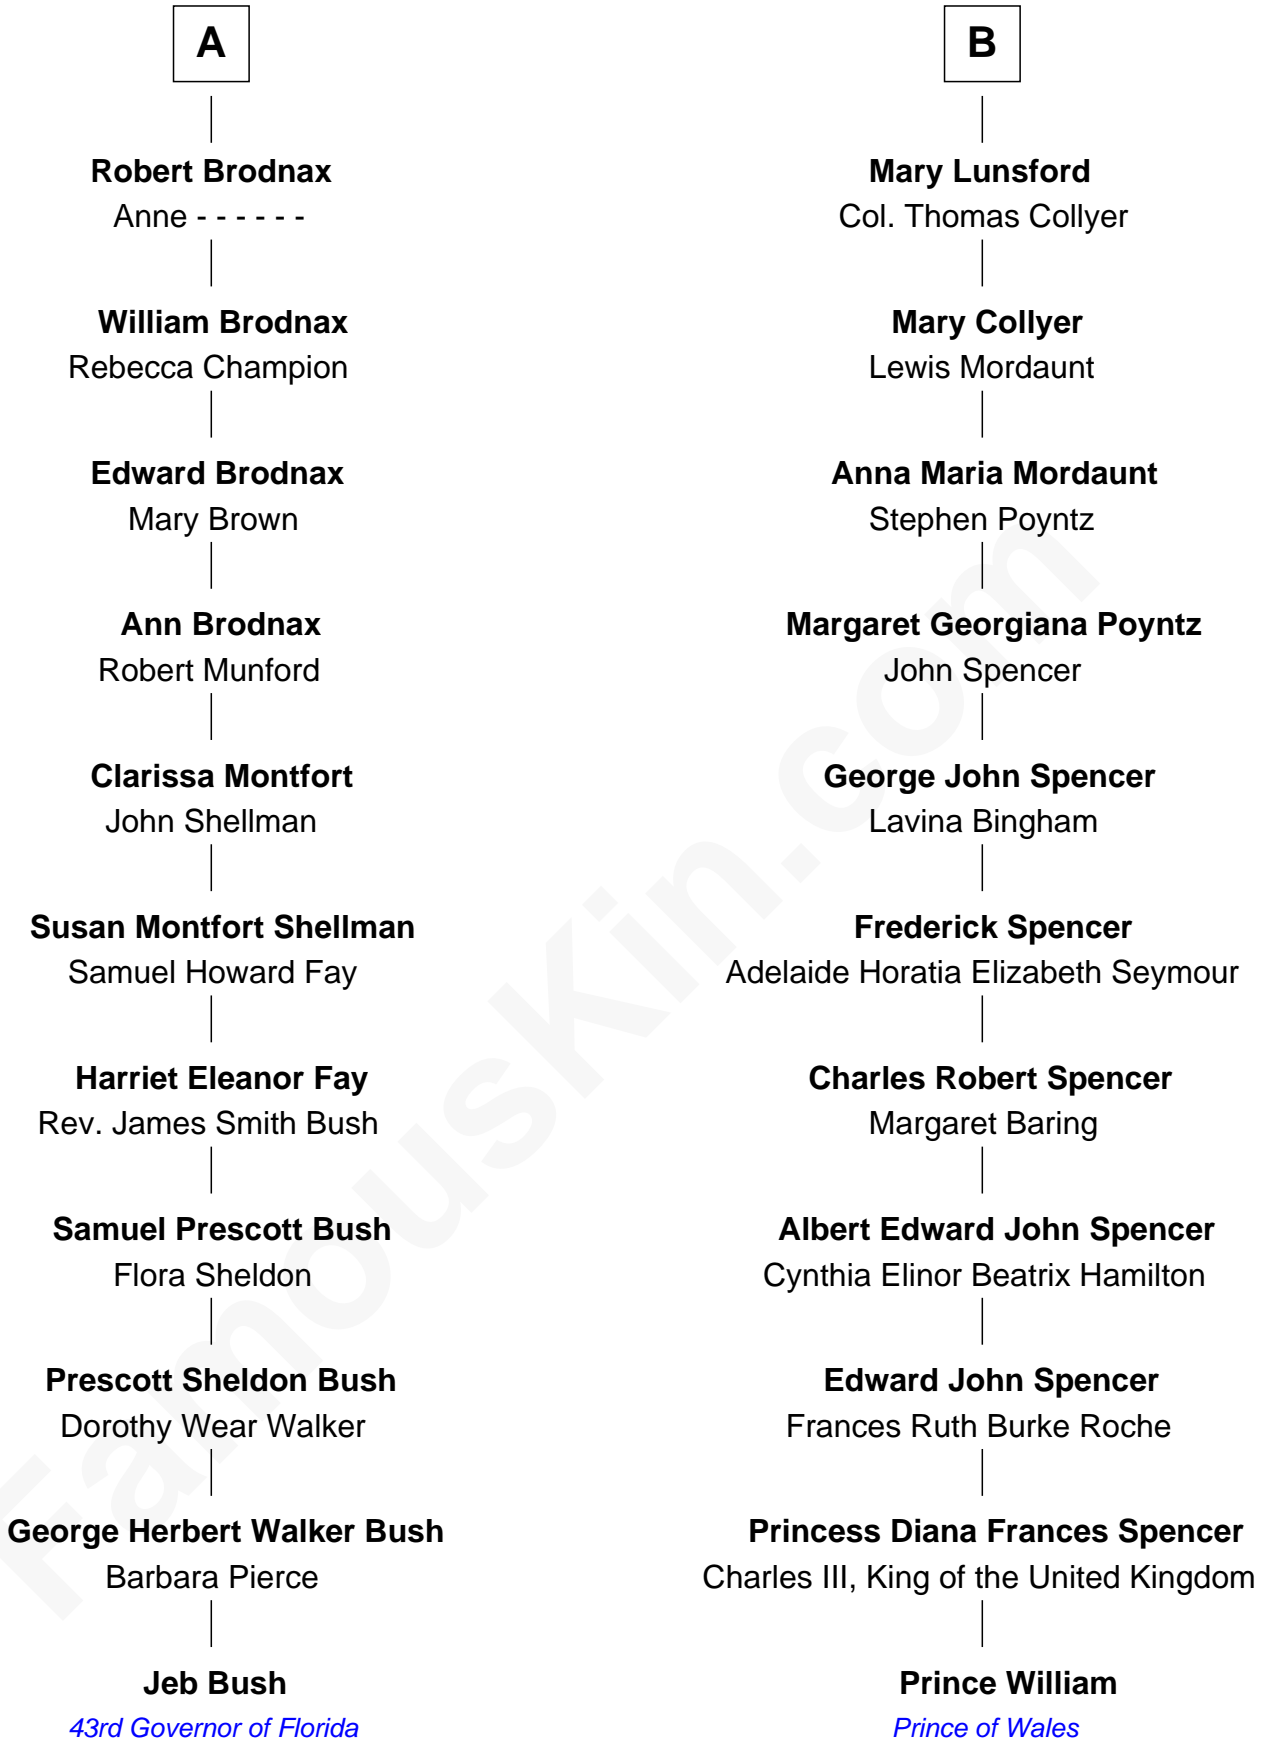 A
Robert Brodnax
Anne - - - - - -
William Brodnax
Rebecca Champion
Edward Brodnax
Mary Brown
Ann Brodnax
Robert Munford
Clarissa Montfort
John Shellman
Susan Montfort Shellman
Samuel Howard Fay
Harriet Eleanor Fay
Rev. James Smith Bush
Samuel Prescott Bush
Flora Sheldon
Prescott Sheldon Bush
Dorothy Wear Walker
George Herbert Walker Bush
Barbara Pierce
Jeb Bush
43rd Governor of Florida
B
Mary Lunsford
Col. Thomas Collyer
Mary Collyer
Lewis Mordaunt
Anna Maria Mordaunt
Stephen Poyntz
Margaret Georgiana Poyntz
John Spencer
George John Spencer
Lavina Bingham
Frederick Spencer
Adelaide Horatia Elizabeth Seymour
Charles Robert Spencer
Margaret Baring
Albert Edward John Spencer
Cynthia Elinor Beatrix Hamilton
Edward John Spencer
Frances Ruth Burke Roche
Princess Diana Frances Spencer
Charles III, King of the United Kingdom
Prince William
Prince of Wales
FamousKin.com